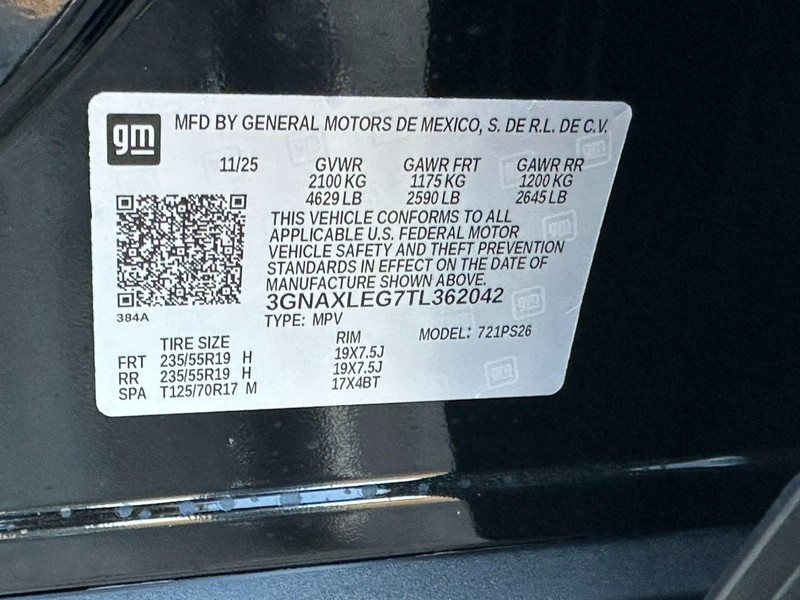 gm MFD BY GENERAL MOTORS DE MEXICO, S. DE R.L. DE C.V.
11/25 GVWR GAWR FRT GAWR RR
2100 KG 1175 KG 1200 KG
4629 LB 2590 LB 2645 LB
THIS VEHICLE CONFORMS TO ALL
APPLICABLE U.S. FEDERAL MOTOR
VEHICLE SAFETY AND THEFT PREVENTION
STANDARDS IN EFFECT ON THE DATE OF
MANUFACTURE SHOWN ABOVE.
3GNAXLEG7TL362042
384A TYPE: MPV MODEL: 721PS26
TIRE SIZE RIM
FRT 235/55R19 H 19X7.5J
RR 235/55R19 H 19X7.5J
SPA T125/70R17 M 17X4BT